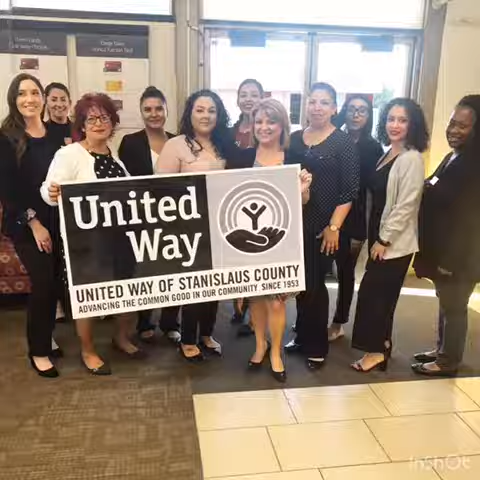 United
Way
UNITED WAY OF STANISLAUS COUNTY
ADVANCING THE COMMON GOOD IN OUR COMMUNITY SINCE 1953
InShOt